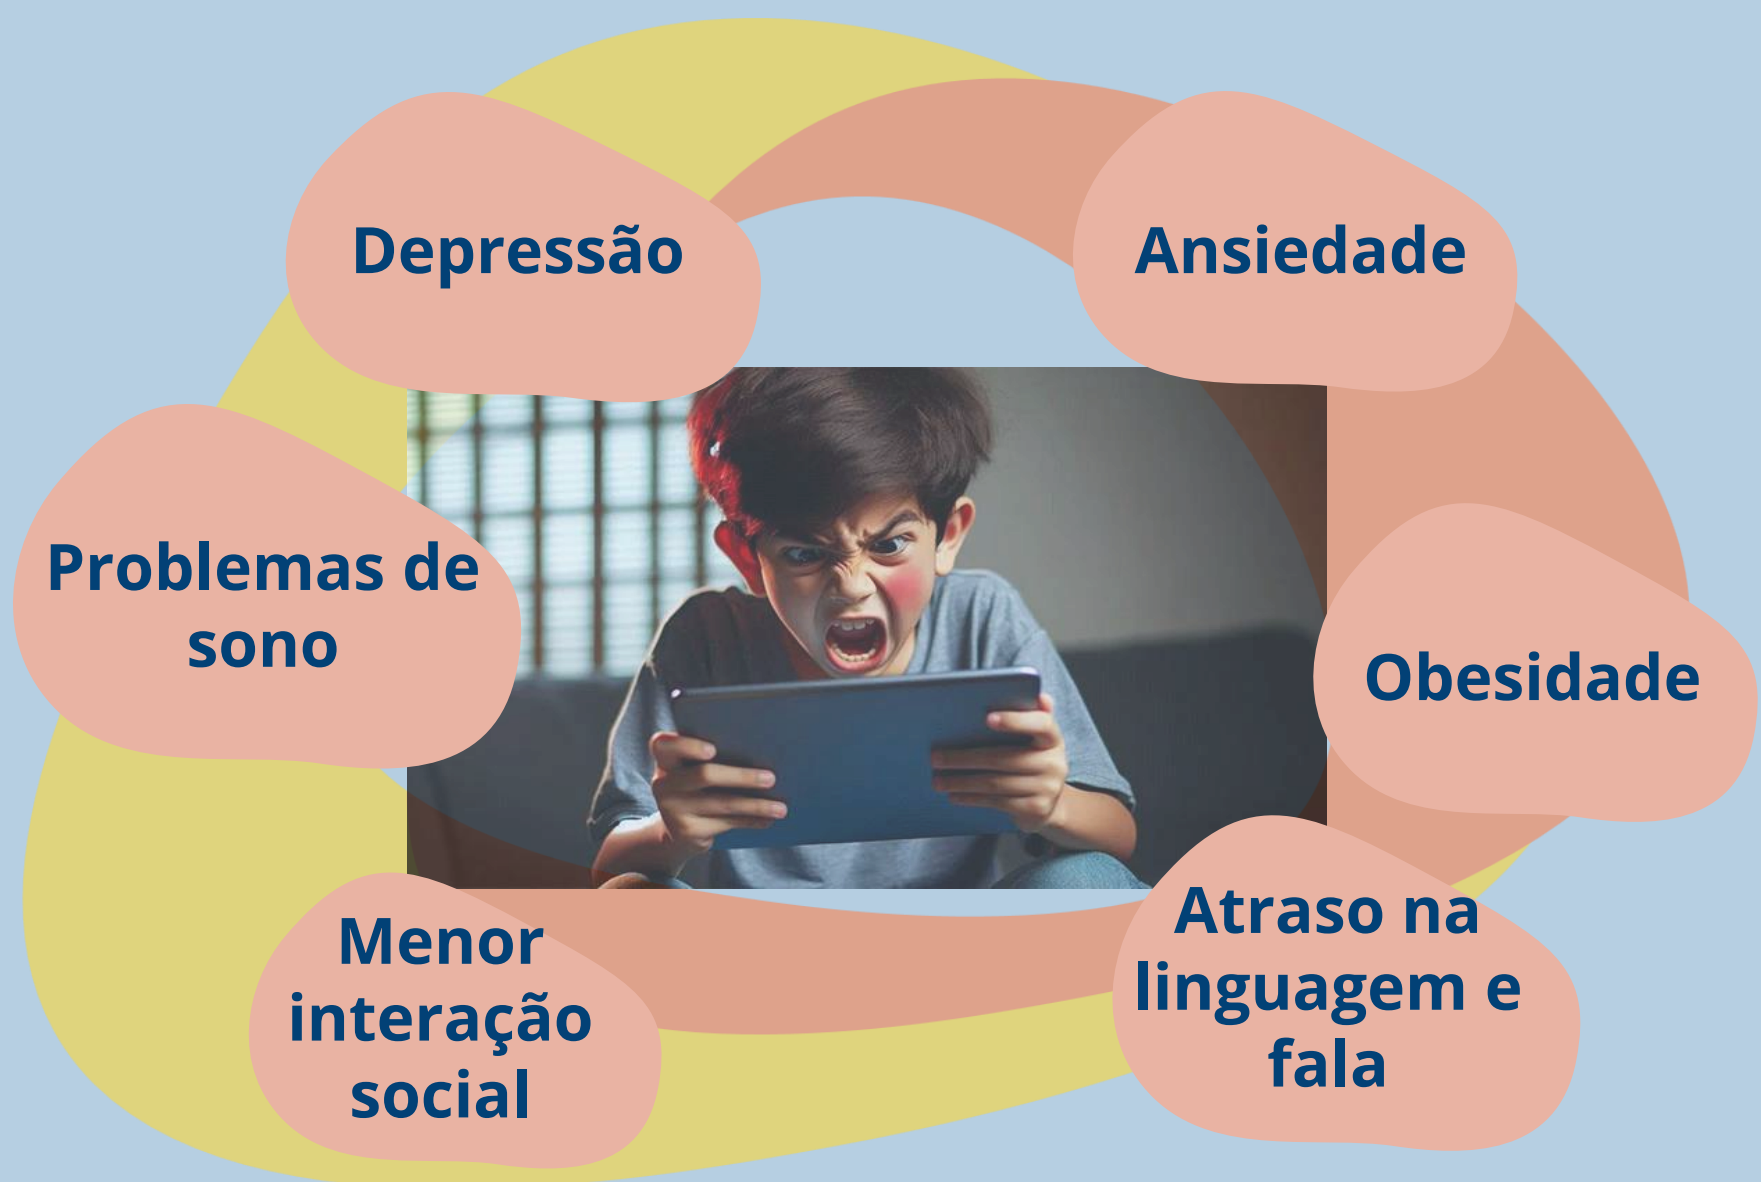 Depressão
Ansiedade
Problemas de
sono
Obesidade
Menor
interação
social
Atraso na
linguagem e
fala